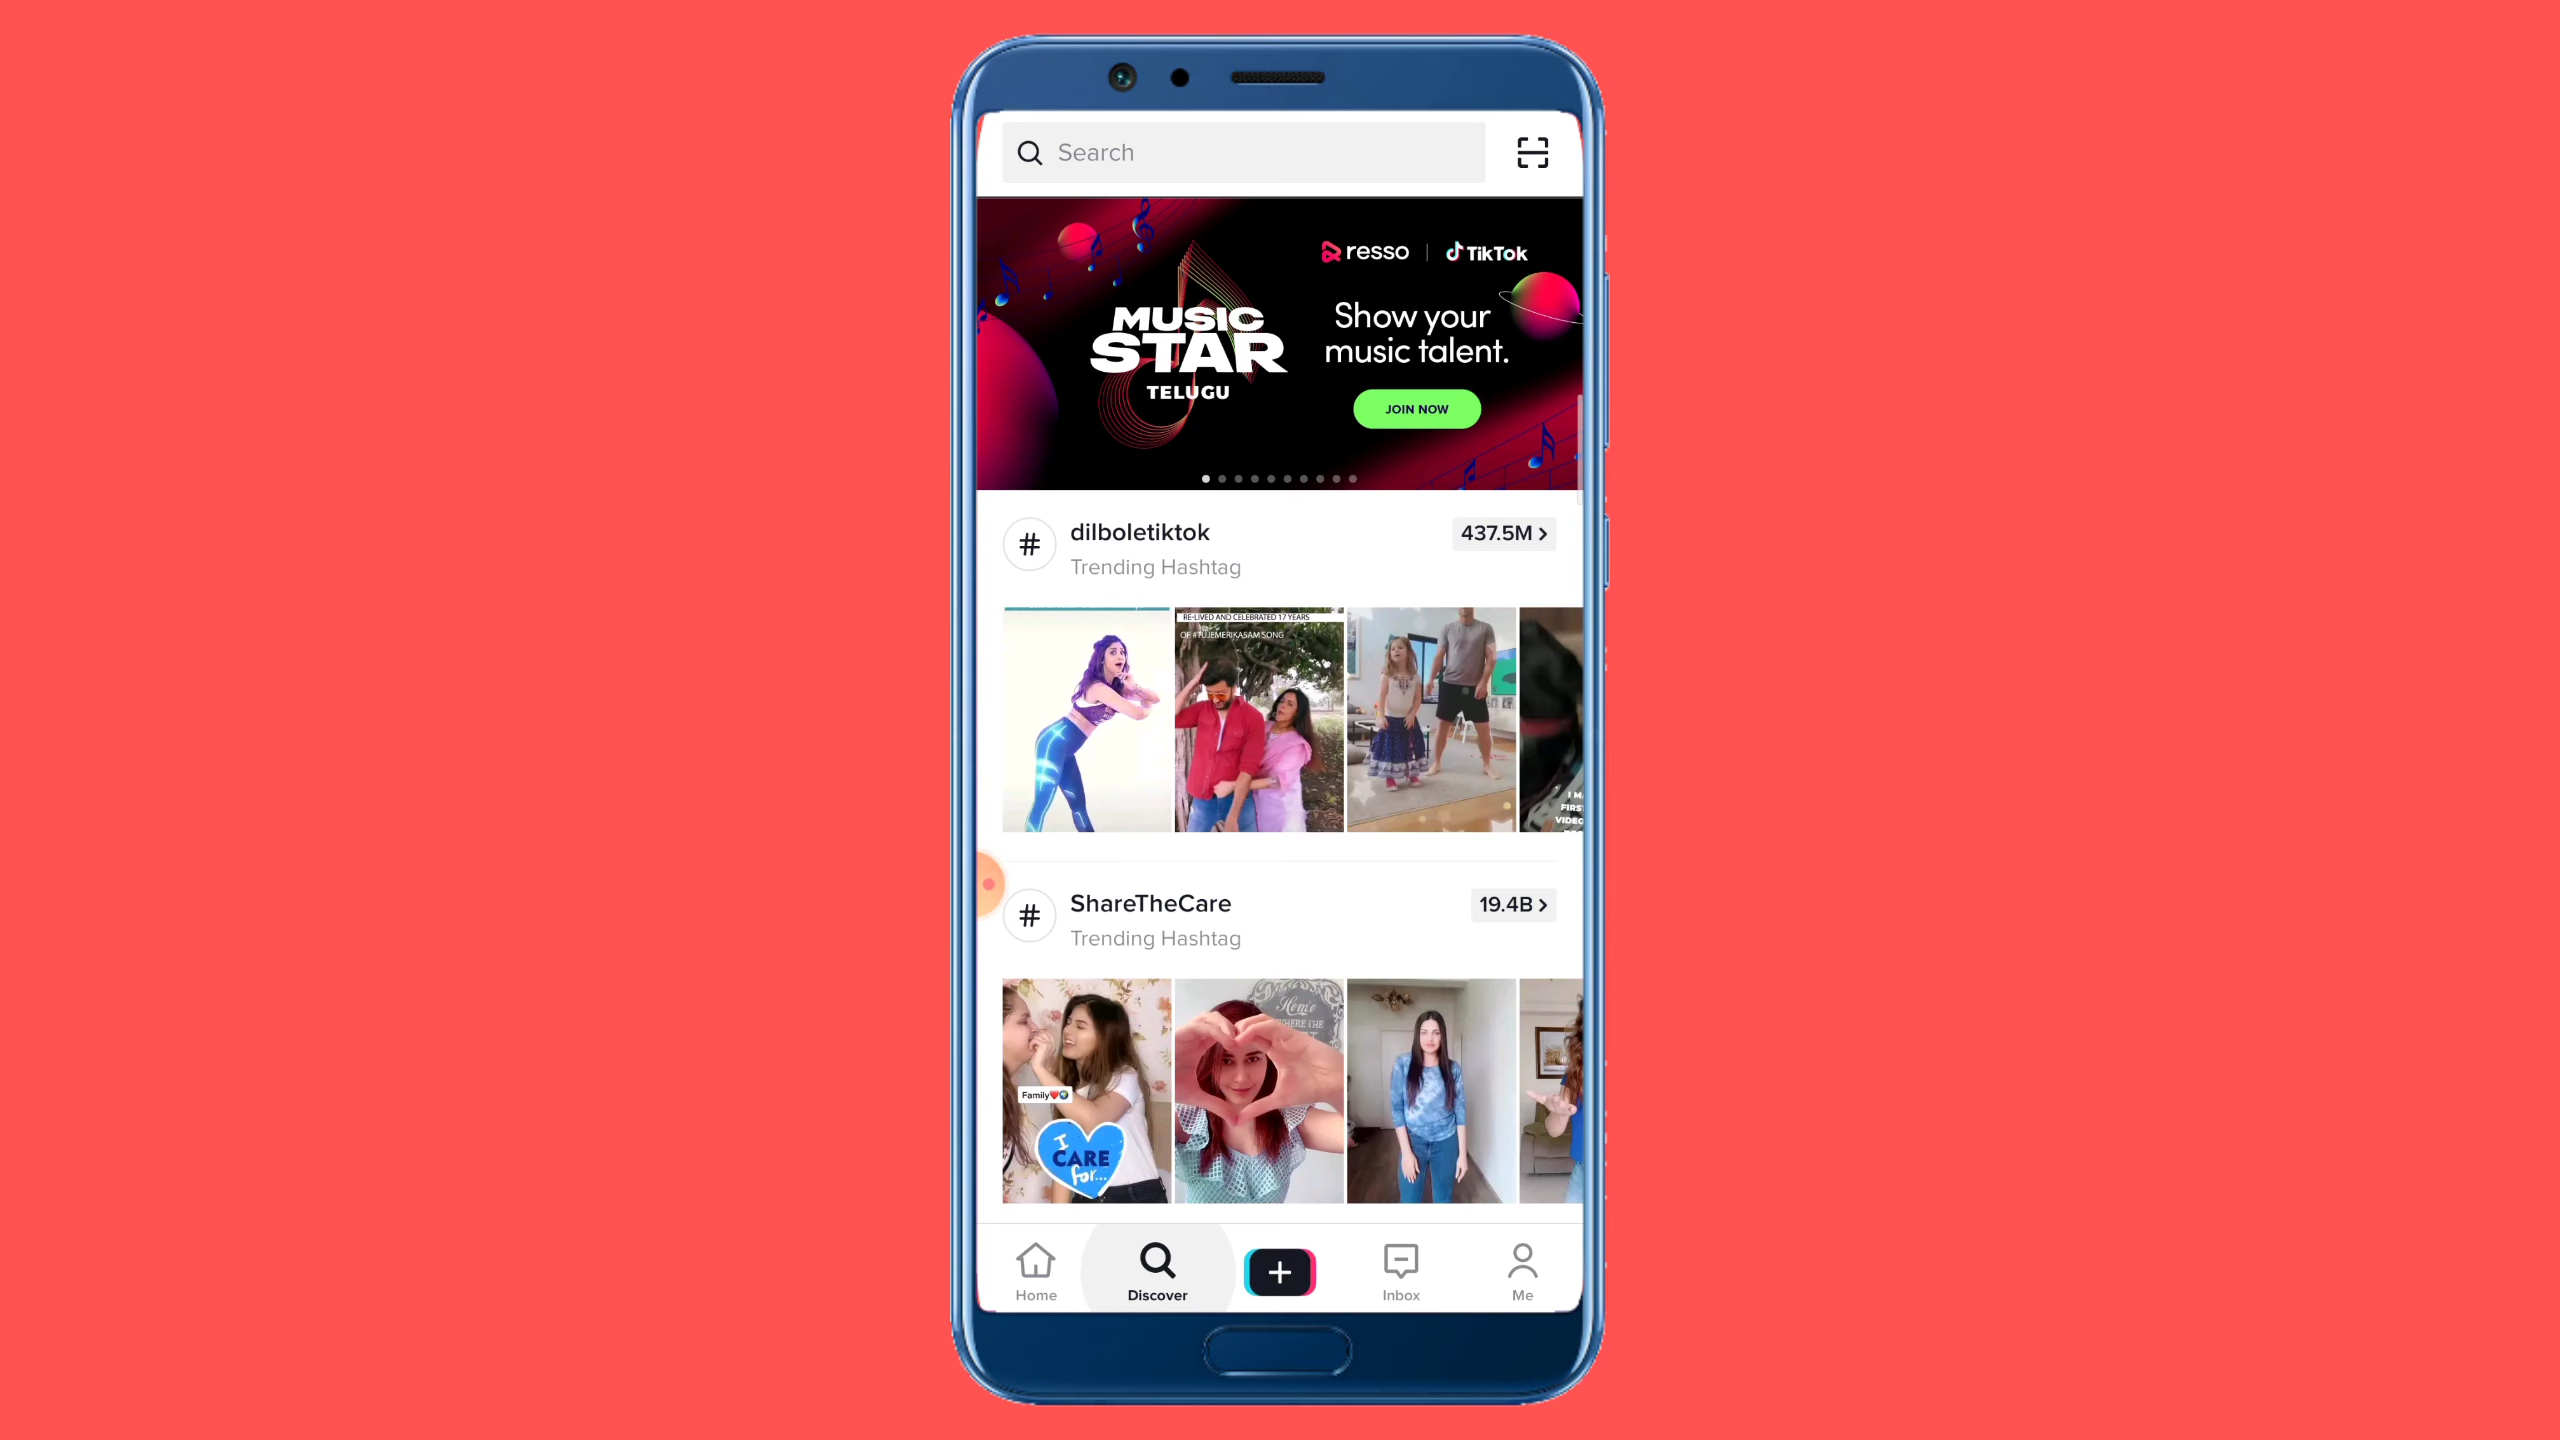 Search
resso | TikTok
MUSIC
STAR
TELUGU
Show your
music talent.
JOIN NOW
# dilboletiktok 437.5M >
Trending Hashtag
RE-LIVED AND CELEBRATED 17 YEARS
OF #TUJEMERIKASAM SONG
I M
FIRS
VIDEO
# ShareTheCare 19.4B >
Trending Hashtag
Family❤️🌍
I
CARE
for...
Home
WHERE THE
Home
Discover
Inbox
Me